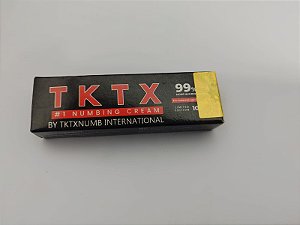 TKTX
#1 NUMBING CREAM
BY TKTXNUMB INTERNATIONAL
99%